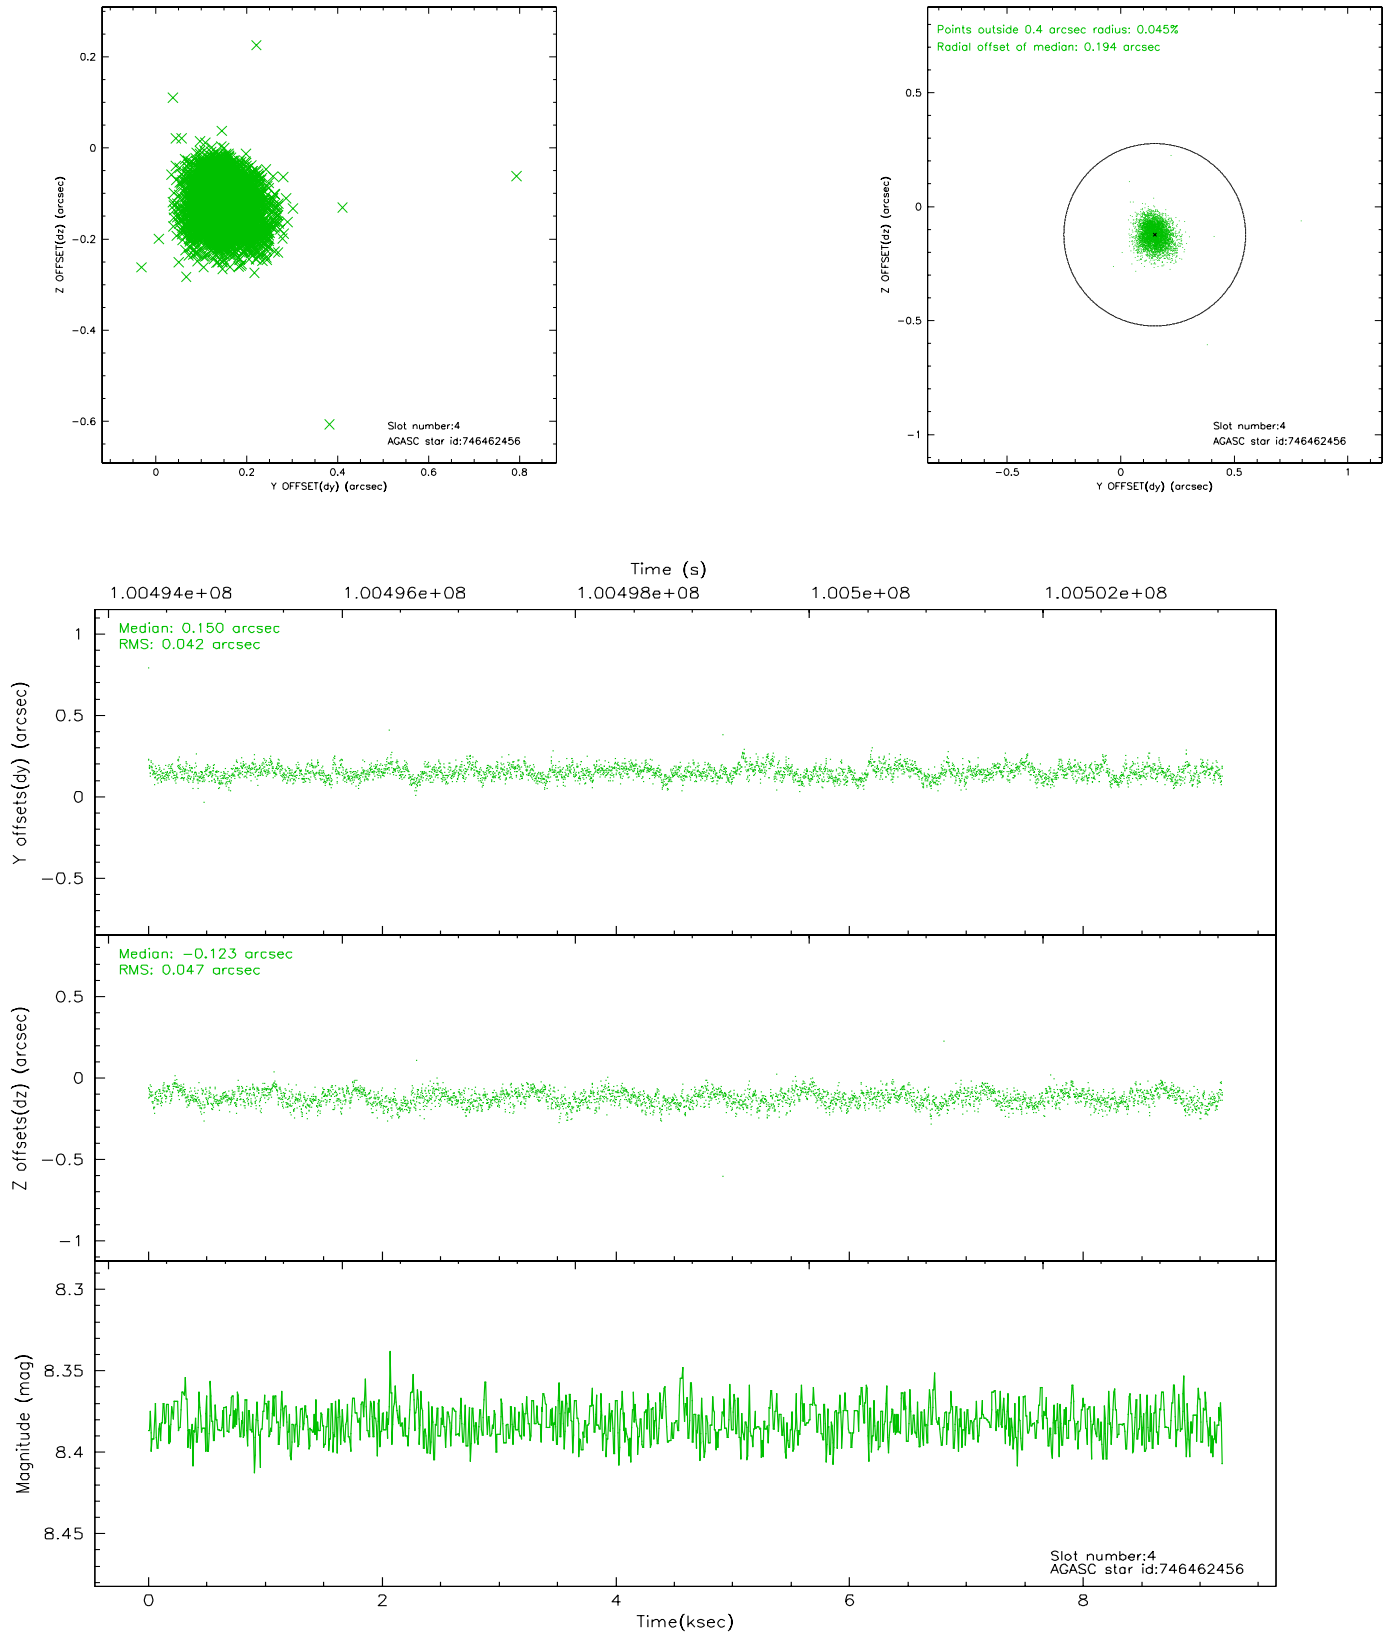 0.2
0
−0.2
−0.4
−0.6
Z OFFSET(dz) (arcsec)
Slot number:4
AGASC star id:746462456
0 0.2 0.4 0.6 0.8
Y OFFSET(dy) (arcsec)
Points outside 0.4 arcsec radius: 0.045%
Radial offset of median: 0.194 arcsec
0.5
0
−0.5
−1
Z OFFSET(dz) (arcsec)
Slot number:4
AGASC star id:746462456
−0.5 0 0.5 1
Y OFFSET(dy) (arcsec)
Time (s)
1.00494e+08 1.00496e+08 1.00498e+08 1.005e+08 1.00502e+08
Median: 0.150 arcsec
RMS: 0.042 arcsec
1
0.5
0
−0.5
Y offsets(dy) (arcsec)
Median: −0.123 arcsec
RMS: 0.047 arcsec
0.5
0
−0.5
−1
Z offsets(dz) (arcsec)
8.3
8.35
8.4
8.45
Magnitude (mag)
Slot number:4
AGASC star id:746462456
0 2 4 6 8
Time(ksec)